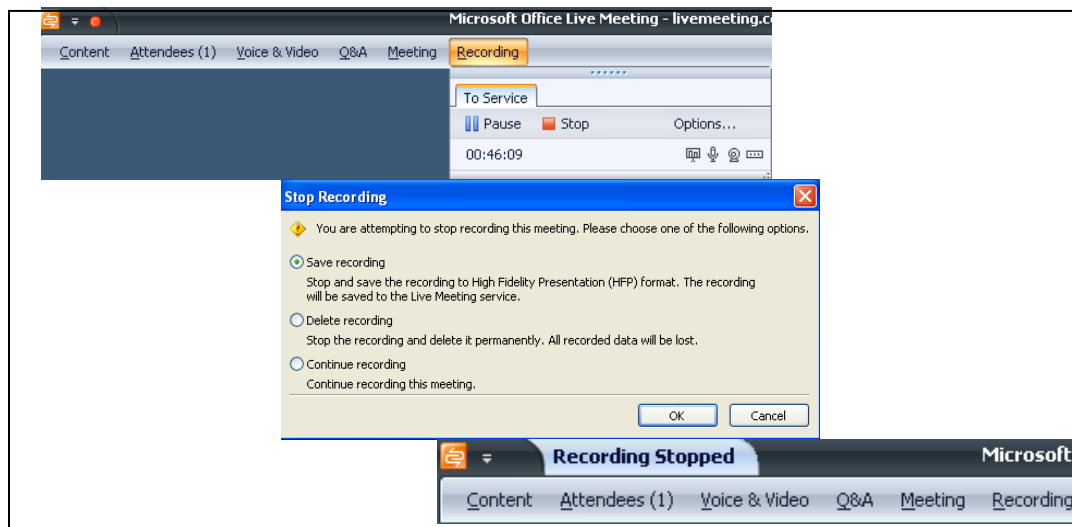 Microsoft Office Live Meeting - livemeeting.c
Content Attendees (1) Voice & Video Q&A Meeting Recording
To Service
Pause Stop Options...
00:46:09
Stop Recording
You are attempting to stop recording this meeting. Please choose one of the following options.
Save recording
Stop and save the recording to High Fidelity Presentation (HFP) format. The recording
will be saved to the Live Meeting service.
Delete recording
Stop the recording and delete it permanently. All recorded data will be lost.
Continue recording
Continue recording this meeting.
OK Cancel
Recording Stopped Microsoft
Content Attendees (1) Voice & Video Q&A Meeting Recording